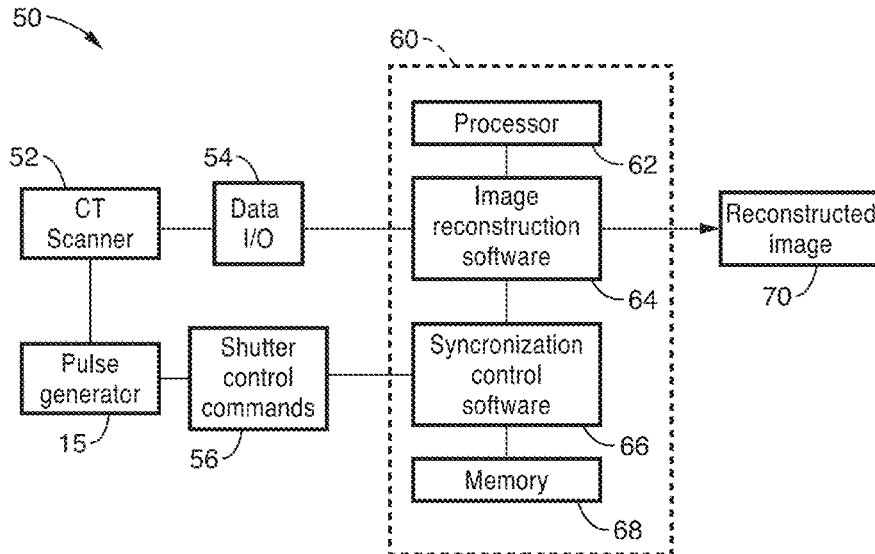 50
60
Processor
62
52
CT
Scanner
54
Data
I/O
Image
reconstruction
software
64
Reconstructed
image
70
Pulse
generator
15
Shutter
control
commands
56
Syncronization
control
software
66
Memory
68